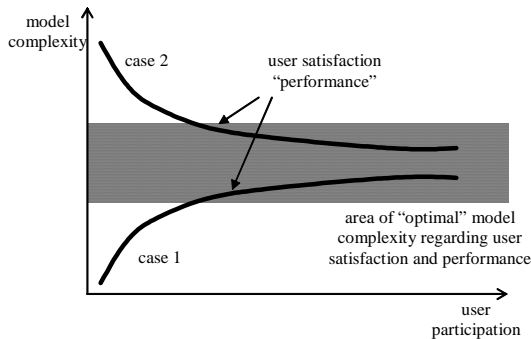 model
complexity
case 2
user satisfaction
“performance”
case 1
area of “optimal” model
complexity regarding user
satisfaction and performance
user
participation